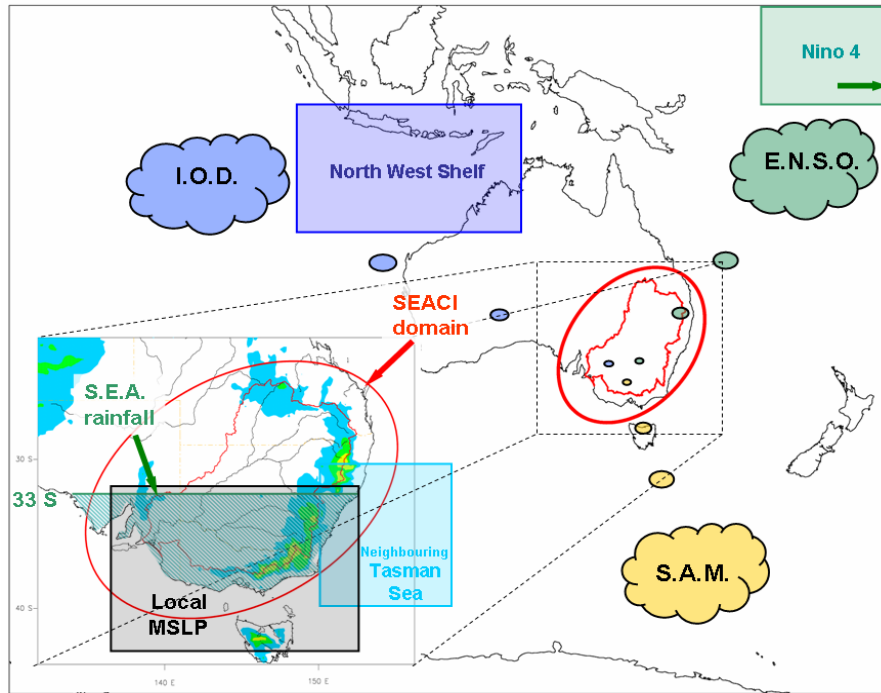 Nino 4
I.O.D.
North West Shelf
E.N.S.O.
SEACI
domain
S.E.A.
rainfall
30 S
33 S
Neighbouring
Tasman
Sea
Local
MSLP
S.A.M.
40 S
140 E
150 E